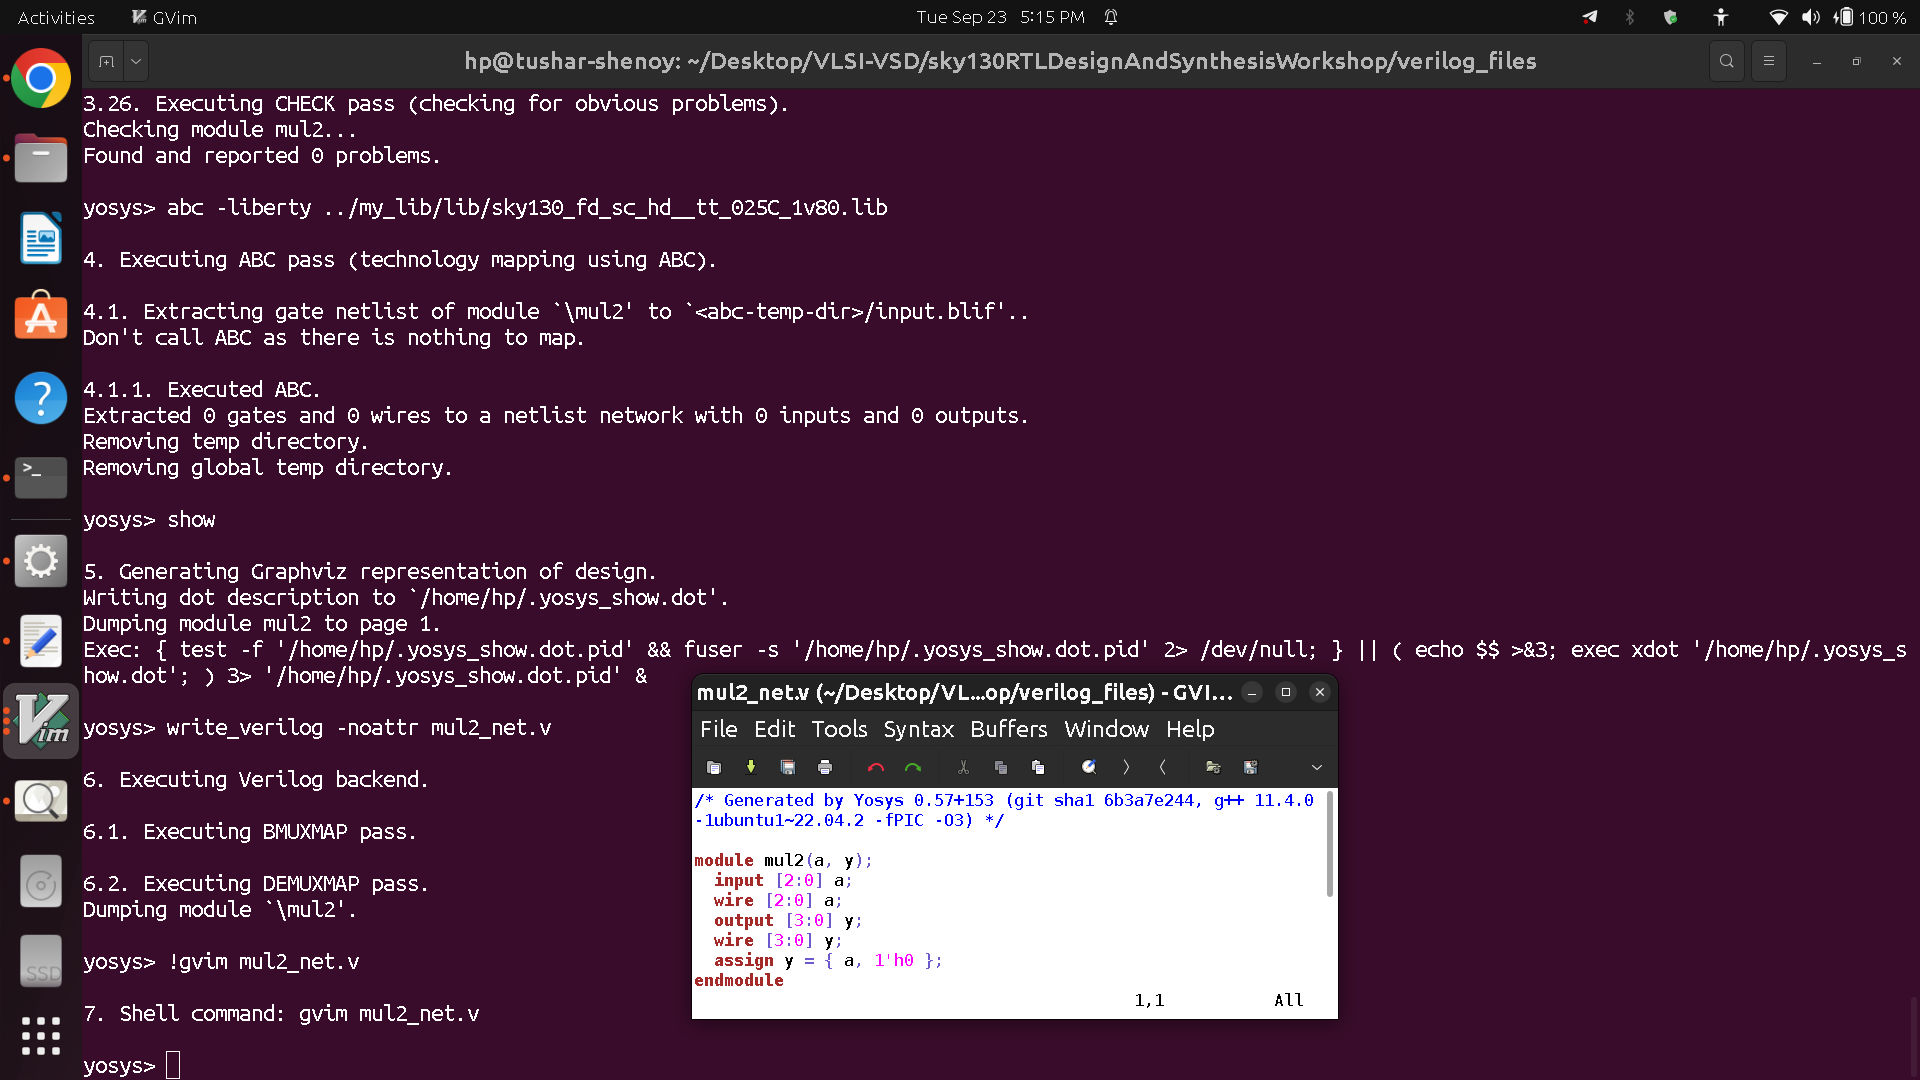 Activities
GVim
Tue Sep 23 5:15 PM
100 %
hp@tushar-shenoy: ~/Desktop/VLSI-VSD/sky130RTLDesignAndSynthesisWorkshop/verilog_files
3.26. Executing CHECK pass (checking for obvious problems).
Checking module mul2...
Found and reported 0 problems.
yosys> abc -liberty ../my_lib/lib/sky130_fd_sc_hd__tt_025C_1v80.lib
4. Executing ABC pass (technology mapping using ABC).
4.1. Extracting gate netlist of module `\mul2' to `<abc-temp-dir>/input.blif'..
Don't call ABC as there is nothing to map.
4.1.1. Executed ABC.
Extracted 0 gates and 0 wires to a netlist network with 0 inputs and 0 outputs.
Removing temp directory.
Removing global temp directory.
yosys> show
5. Generating Graphviz representation of design.
Writing dot description to `/home/hp/.yosys_show.dot'.
Dumping module mul2 to page 1.
Exec: { test -f '/home/hp/.yosys_show.dot.pid' && fuser -s '/home/hp/.yosys_show.dot.pid' 2> /dev/null; } || ( echo $$ >&3; exec xdot '/home/hp/.yosys_s
how.dot'; ) 3> '/home/hp/.yosys_show.dot.pid' &
yosys> write_verilog -noattr mul2_net.v
6. Executing Verilog backend.
6.1. Executing BMUXMAP pass.
6.2. Executing DEMUXMAP pass.
Dumping module `\mul2'.
yosys> !gvim mul2_net.v
7. Shell command: gvim mul2_net.v
yosys>
mul2_net.v (~/Desktop/VL...op/verilog_files) - GVI...
File Edit Tools Syntax Buffers Window Help
/* Generated by Yosys 0.57+153 (git sha1 6b3a7e244, g++ 11.4.0
-1ubuntu1~22.04.2 -fPIC -O3) */
module mul2(a, y);
input [2:0] a;
wire [2:0] a;
output [3:0] y;
wire [3:0] y;
assign y = { a, 1'h0 };
endmodule
1,1 All
Vim
SSD